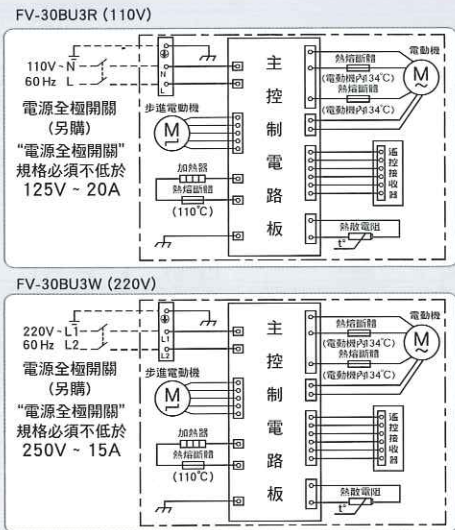 FV-30BU3R (110V)
110V~N
60 Hz L
N
L
電源全極開關
(另購)
“電源全極開關”
規格必須不低於
125V ~ 20A
步進電動機
M
加熱器
熱熔斷體
(110℃)
主控制電路板
熱熔斷體
(電動機內134℃)
熱熔斷體
(電動機內134℃)
電動機
M
~
遙控接收器
熱散電阻
t°
FV-30BU3W (220V)
220V~L1
60 Hz L2
L1
L2
電源全極開關
(另購)
“電源全極開關”
規格必須不低於
250V ~ 15A
步進電動機
M
加熱器
熱熔斷體
(110℃)
主控制電路板
熱熔斷體
(電動機內134℃)
熱熔斷體
(電動機內134℃)
電動機
M
~
遙控接收器
熱散電阻
t°